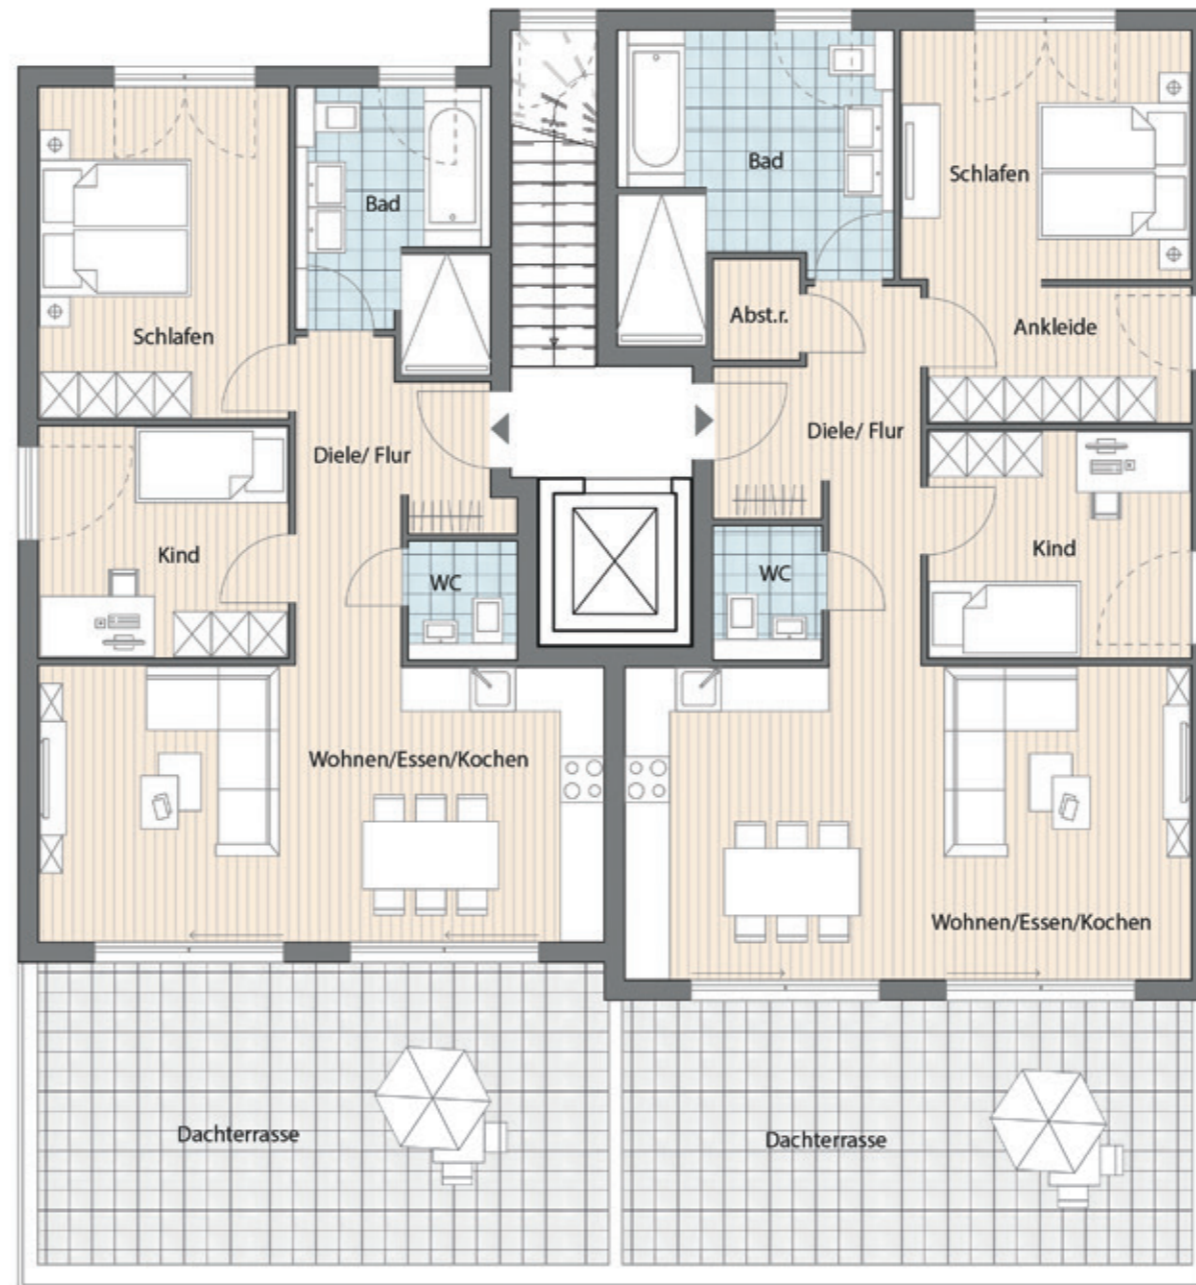 Bad
Schlafen
Bad
Abst.r.
Ankleide
Schlafen
Diele/ Flur
Diele/ Flur
Kind
Kind
WC
WC
Wohnen/Essen/Kochen
Wohnen/Essen/Kochen
Dachterrasse
Dachterrasse